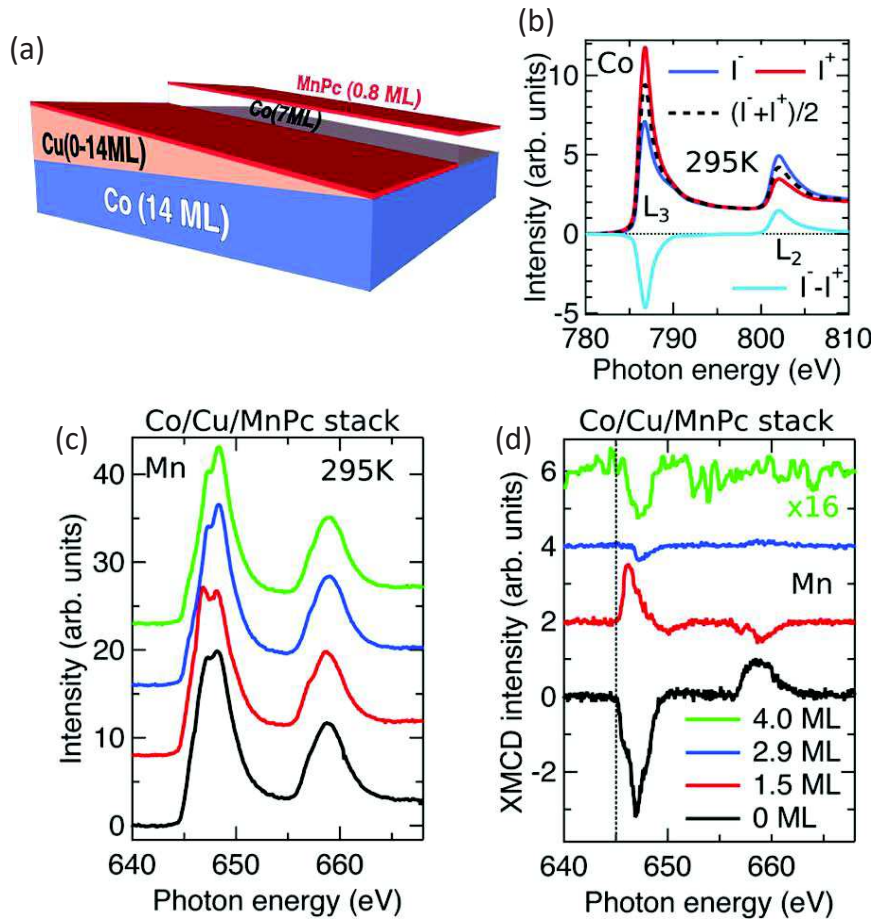 (a)
MnPc (0.8 ML)
Co(7ML)
Cu(0-14ML)
Co (14 ML)
(b)
Co
I⁻ I⁺
(I⁻+I⁺)/2
295K
L₃
L₂
I⁻-I⁺
10
5
0
-5
Intensity (arb. units)
780 790 800 810
Photon energy (eV)
Co/Cu/MnPc stack
(c)
Mn 295K
40
30
20
10
0
Intensity (arb. units)
640 650 660
Photon energy (eV)
Co/Cu/MnPc stack
(d)
x16
Mn
6
4
2
0
-2
XMCD intensity (arb. units)
4.0 ML
2.9 ML
1.5 ML
0 ML
640 650 660
Photon energy (eV)